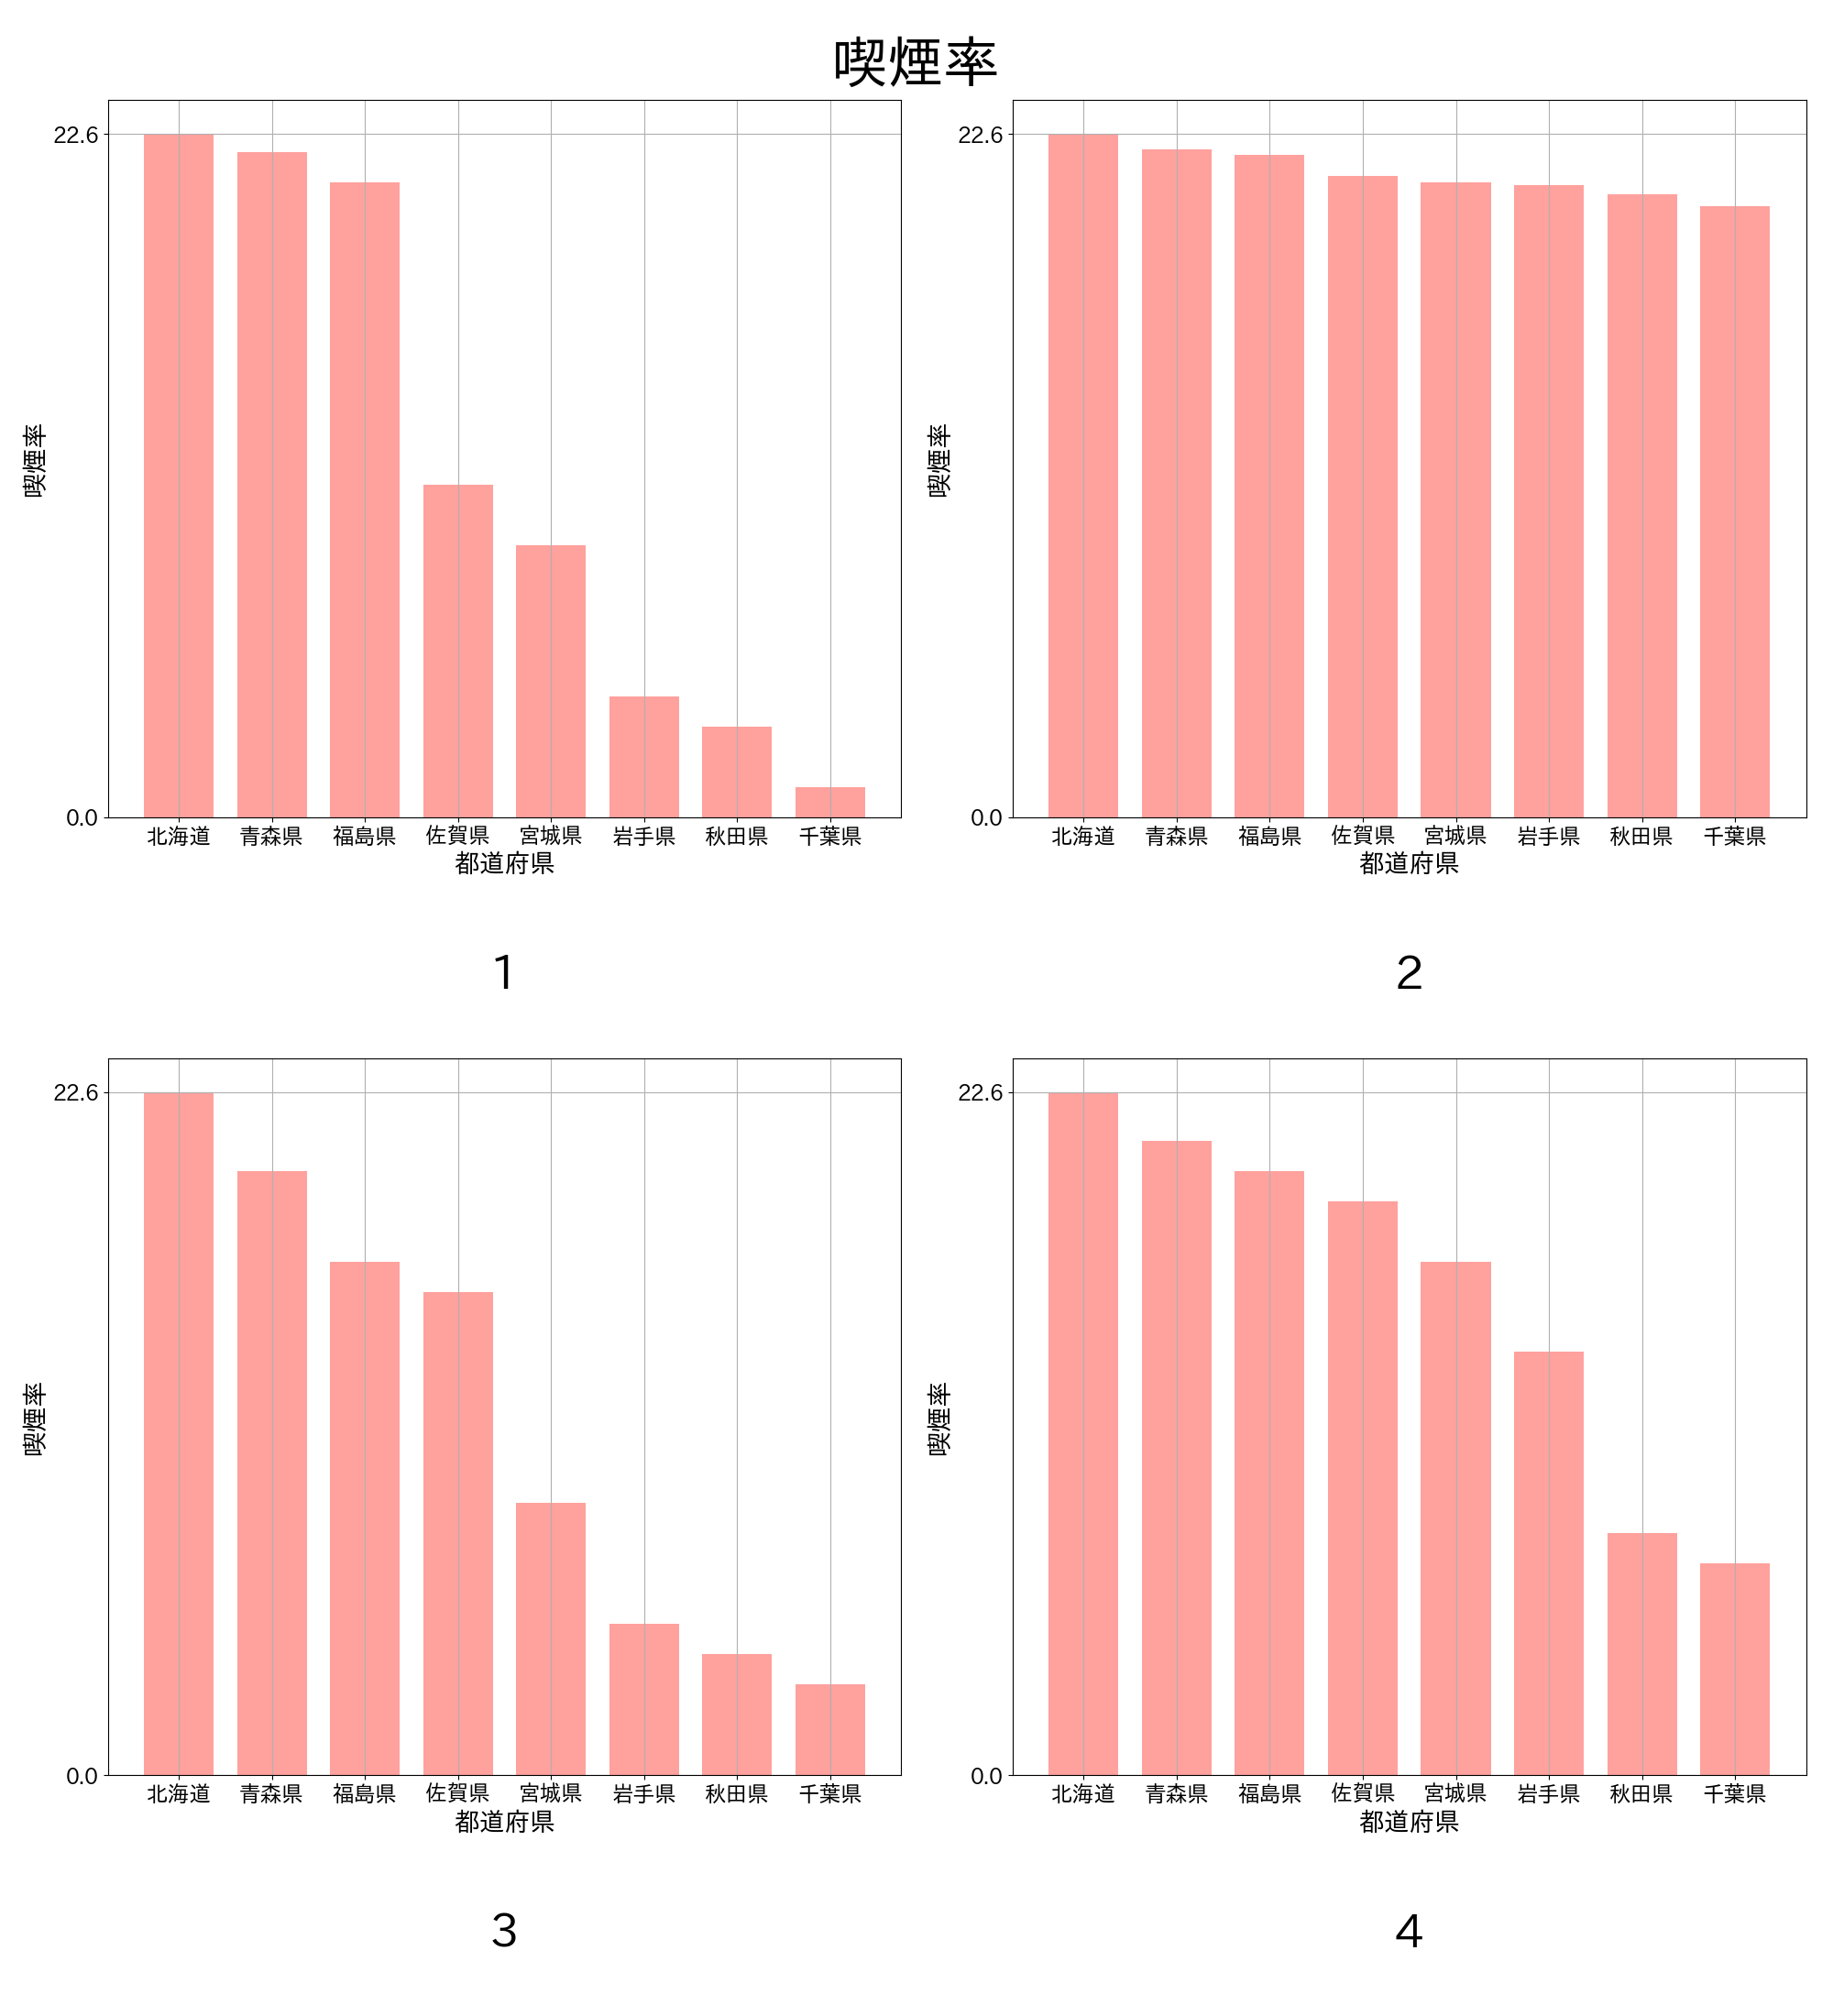 喫煙率
22.6
喫煙率
0.0
北海道 青森県 福島県 佐賀県 宮城県 岩手県 秋田県 千葉県
都道府県
1
22.6
喫煙率
0.0
北海道 青森県 福島県 佐賀県 宮城県 岩手県 秋田県 千葉県
都道府県
2
22.6
喫煙率
0.0
北海道 青森県 福島県 佐賀県 宮城県 岩手県 秋田県 千葉県
都道府県
3
22.6
喫煙率
0.0
北海道 青森県 福島県 佐賀県 宮城県 岩手県 秋田県 千葉県
都道府県
4